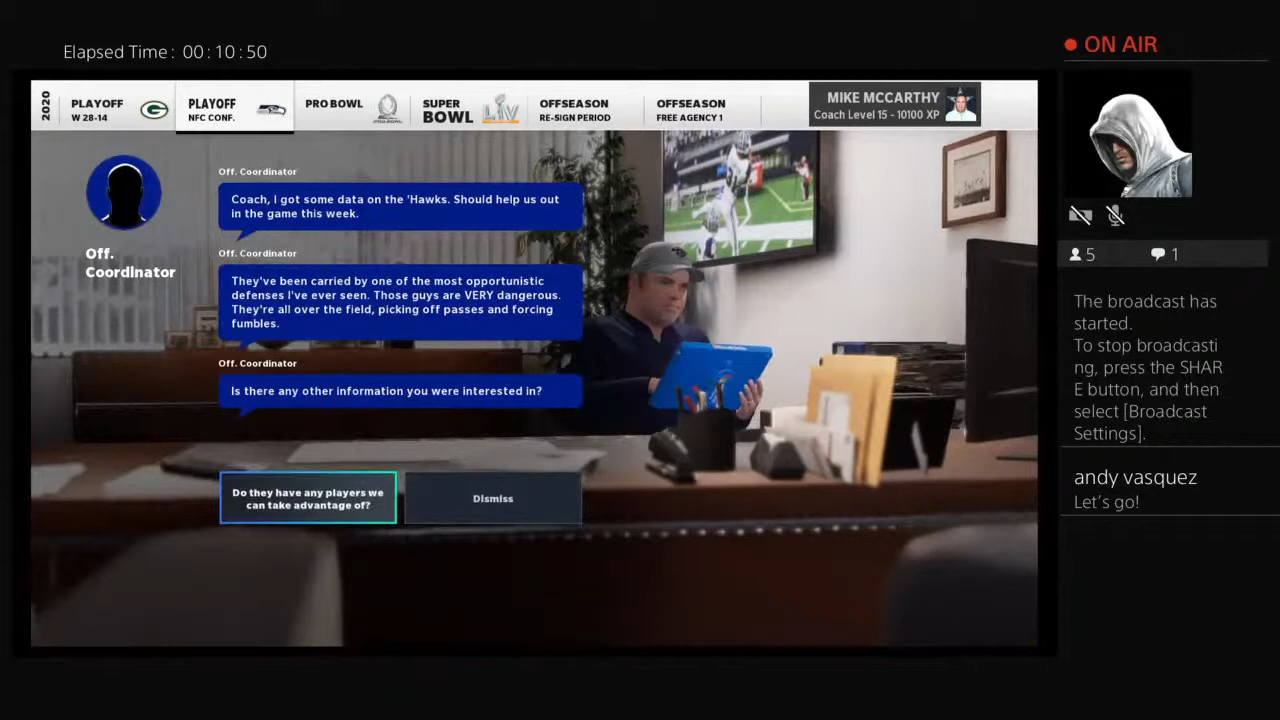 Elapsed Time: 00:10:50
ON AIR
2020
PLAYOFF
W 28-14
PLAYOFF
NFC CONF.
PRO BOWL
SUPER
BOWL
LIV
OFFSEASON
RE-SIGN PERIOD
OFFSEASON
FREE AGENCY 1
MIKE MCCARTHY
Coach Level 15 - 10100 XP
Off.
Coordinator
Off. Coordinator
Coach, I got some data on the 'Hawks. Should help us out
in the game this week.
Off. Coordinator
They've been carried by one of the most opportunistic
defenses I've ever seen. Those guys are VERY dangerous.
They're all over the field, picking off passes and forcing
fumbles.
Off. Coordinator
Is there any other information you were interested in?
Do they have any players we
can take advantage of?
Dismiss
5
1
The broadcast has
started.
To stop broadcasti
ng, press the SHAR
E button, and then
select [Broadcast
Settings].
andy vasquez
Let's go!